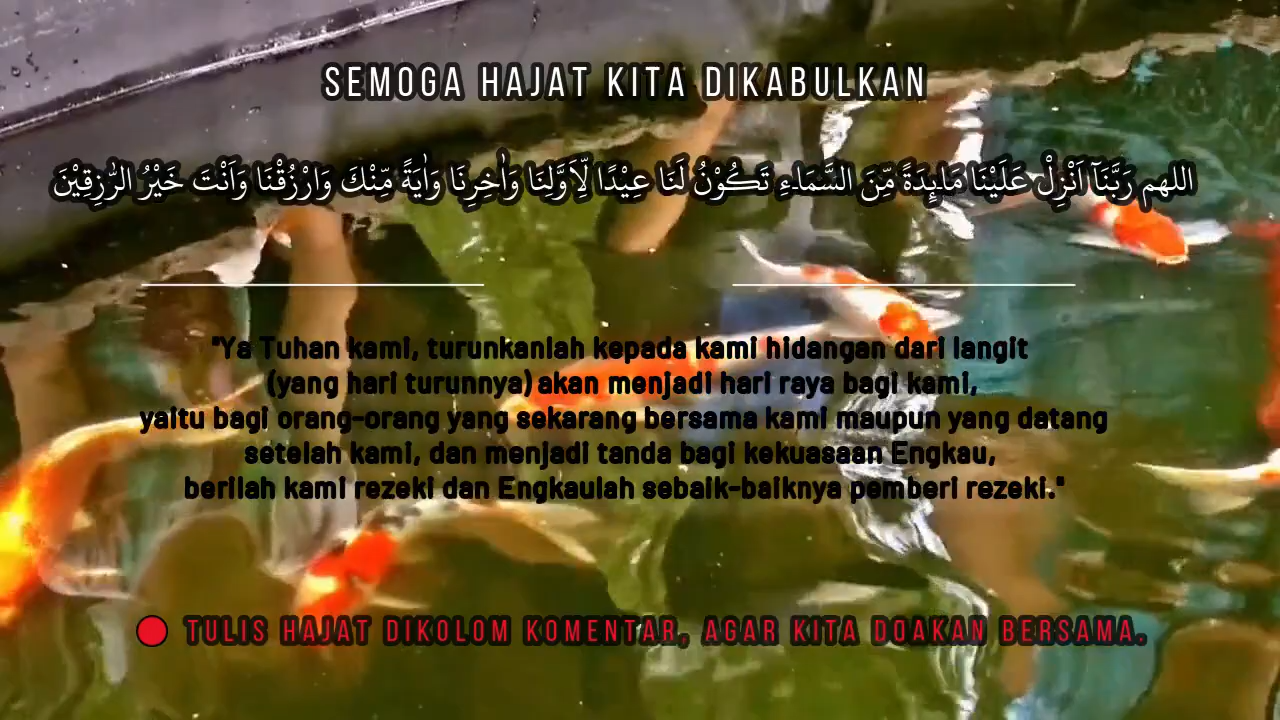 SEMOGA HAJAT KITA DIKABULKAN
اللهم رَبَّنَآ اَنْزِلْ عَلَيْنَا مَاۤىِٕدَةً مِّنَ السَّمَاۤءِ تَكُوْنُ لَنَا عِيْدًا لِّاَوَّلِنَا وَاٰخِرِنَا وَاٰيَةً مِّنْكَ وَارْزُقْنَا وَاَنْتَ خَيْرُ الرّٰزِقِيْنَ
"Ya Tuhan kami, turunkanlah kepada kami hidangan dari langit
(yang hari turunnya) akan menjadi hari raya bagi kami,
yaitu bagi orang-orang yang sekarang bersama kami maupun yang datang
setelah kami, dan menjadi tanda bagi kekuasaan Engkau,
berilah kami rezeki dan Engkaulah sebaik-baiknya pemberi rezeki."
TULIS HAJAT DIKOLOM KOMENTAR, AGAR KITA DOAKAN BERSAMA.